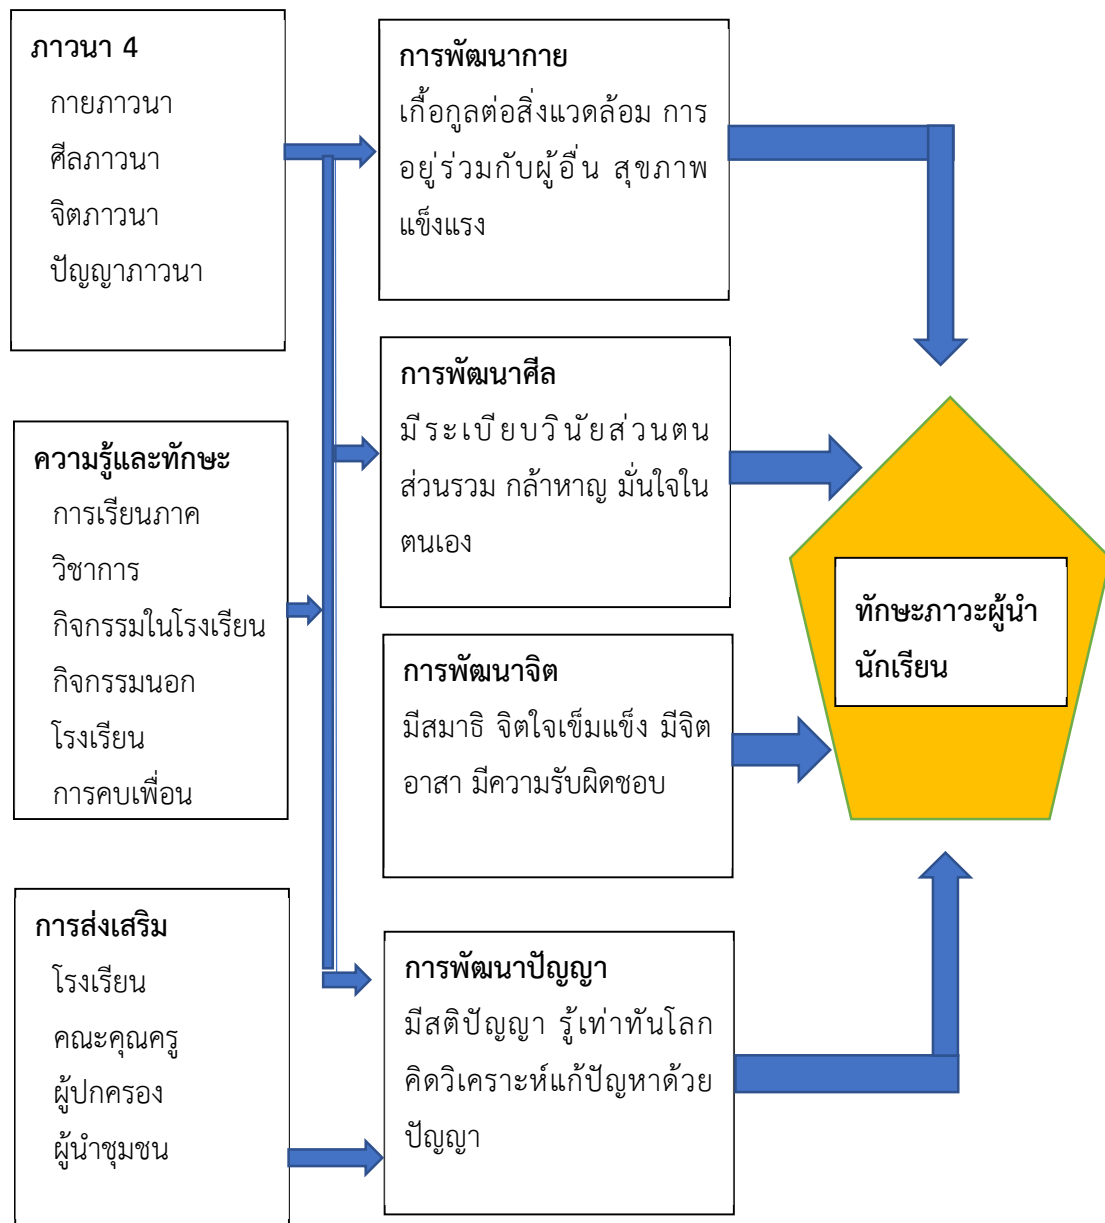 ภาวนา 4
กายภาวนา
ศีลภาวนา
จิตภาวนา
ปัญญาภาวนา
ความรู้และทักษะ
การเรียนภาค
วิชาการ
กิจกรรมในโรงเรียน
กิจกรรมนอก
โรงเรียน
การคบเพื่อน
การส่งเสริม
โรงเรียน
คณะคุณครู
ผู้ปกครอง
ผู้นำชุมชน
การพัฒนากาย
เกื้อกูลต่อสิ่งแวดล้อม การ
อยู่ร่วมกับผู้อื่น สุขภาพ
แข็งแรง
การพัฒนาศีล
มีระเบียบวินัยส่วนตน
ส่วนรวม กล้าหาญ มั่นใจใน
ตนเอง
การพัฒนาจิต
มีสมาธิ จิตใจเข็มแข็ง มีจิต
อาสา มีความรับผิดชอบ
การพัฒนาปัญญา
มีสติปัญญา รู้เท่าทันโลก
คิดวิเคราะห์แก้ปัญหาด้วย
ปัญญา
ทักษะภาวะผู้นำ
นักเรียน